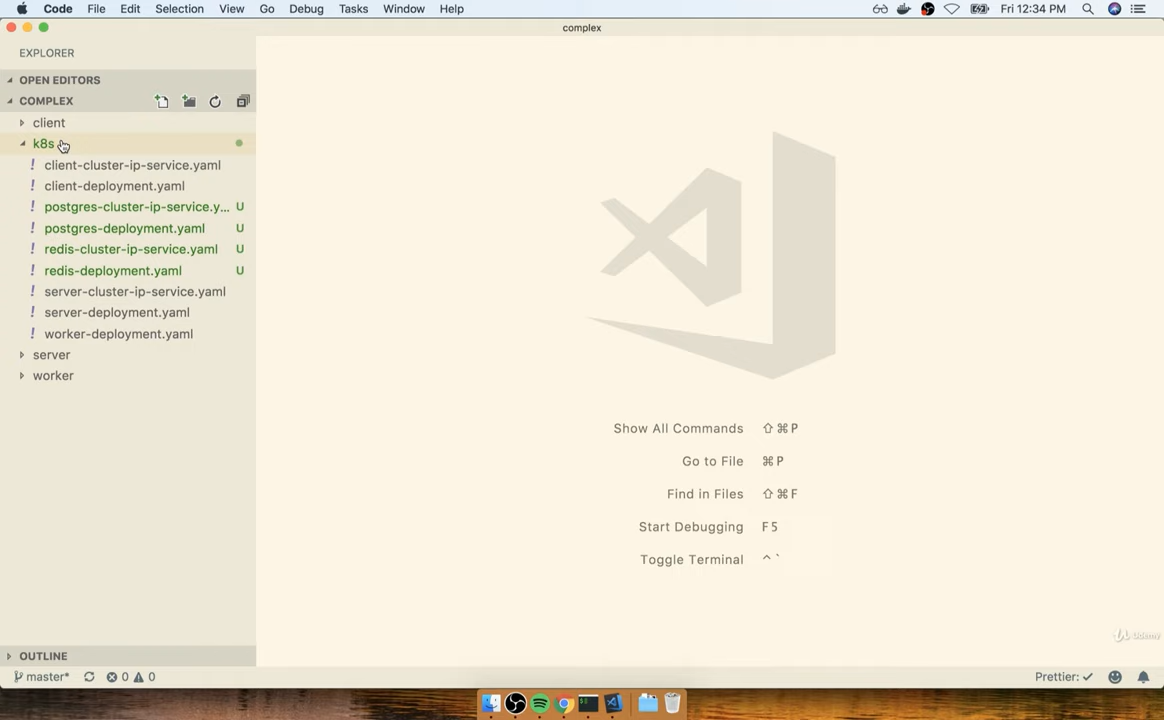 Code File Edit Selection View Go Debug Tasks Window Help Fri 12:34 PM
complex
EXPLORER
OPEN EDITORS
COMPLEX
client
k8s
! client-cluster-ip-service.yaml
! client-deployment.yaml
! postgres-cluster-ip-service.y... U
! postgres-deployment.yaml U
! redis-cluster-ip-service.yaml U
! redis-deployment.yaml U
! server-cluster-ip-service.yaml
! server-deployment.yaml
! worker-deployment.yaml
server
worker
Show All Commands ⇧⌘P
Go to File ⌘P
Find in Files ⇧⌘F
Start Debugging F5
Toggle Terminal ^`
Udemy
OUTLINE
master* 0 0 Prettier: ✓